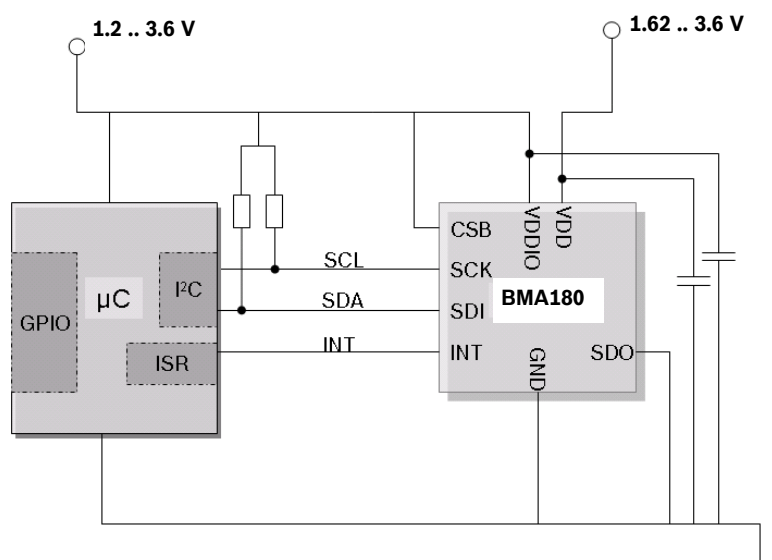 1.2 .. 3.6 V
1.62 .. 3.6 V
CSB
VDDIO
VDD
SCL
SCK
I²C
µC
BMA180
GPIO
SDA
SDI
INT
INT
GND
SDO
ISR